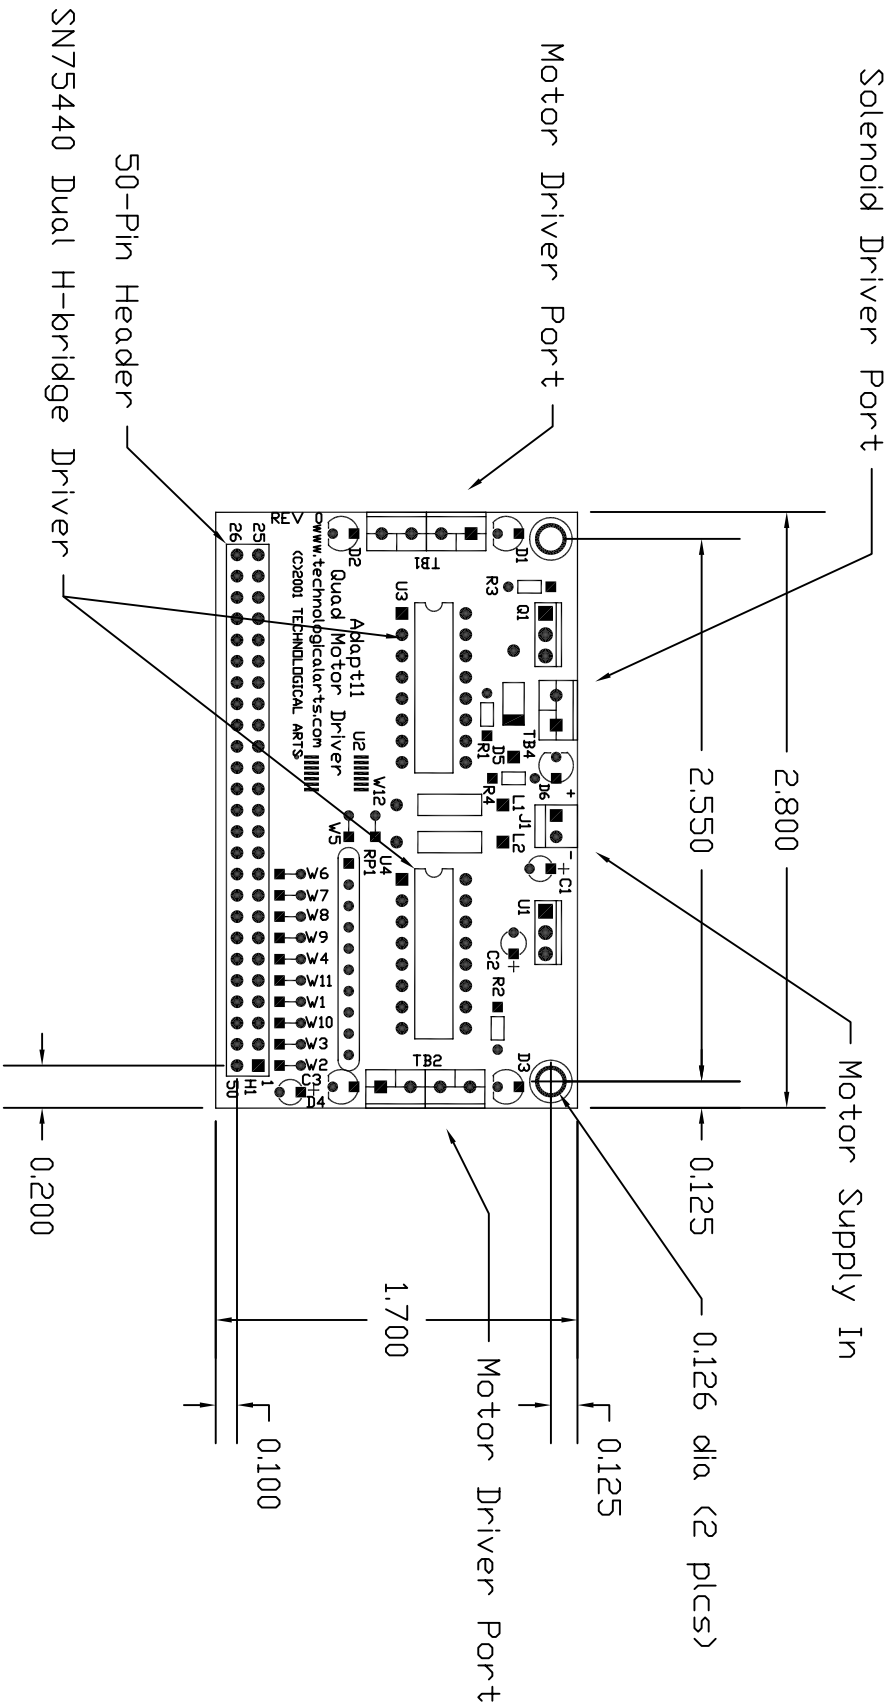 Solenoid Driver Port
Motor Supply In
Motor Driver Port
2.800
2.550
0.125
0.126 dia (2 plcs)
0.125
1.700
Motor Driver Port
0.100
0.200
50-Pin Header
SN75440 Dual H-bridge Driver
D1
R3
Q1
TB4
D6
+
J1
-
+
C1
U1
R1
D5
R4
L1
L2
C2
+
R2
D3
TB1
TB2
U3
U4
RP1
W12
W5
U2
Adapt11
Quad Motor Driver
www.technologicalarts.com
(C)2001 TECHNOLOGICAL ARTS
REV 0
D2
W6
W7
W8
W9
W4
W11
W1
W10
W3
W2
C3
+
D4
25
26
1
H1
50